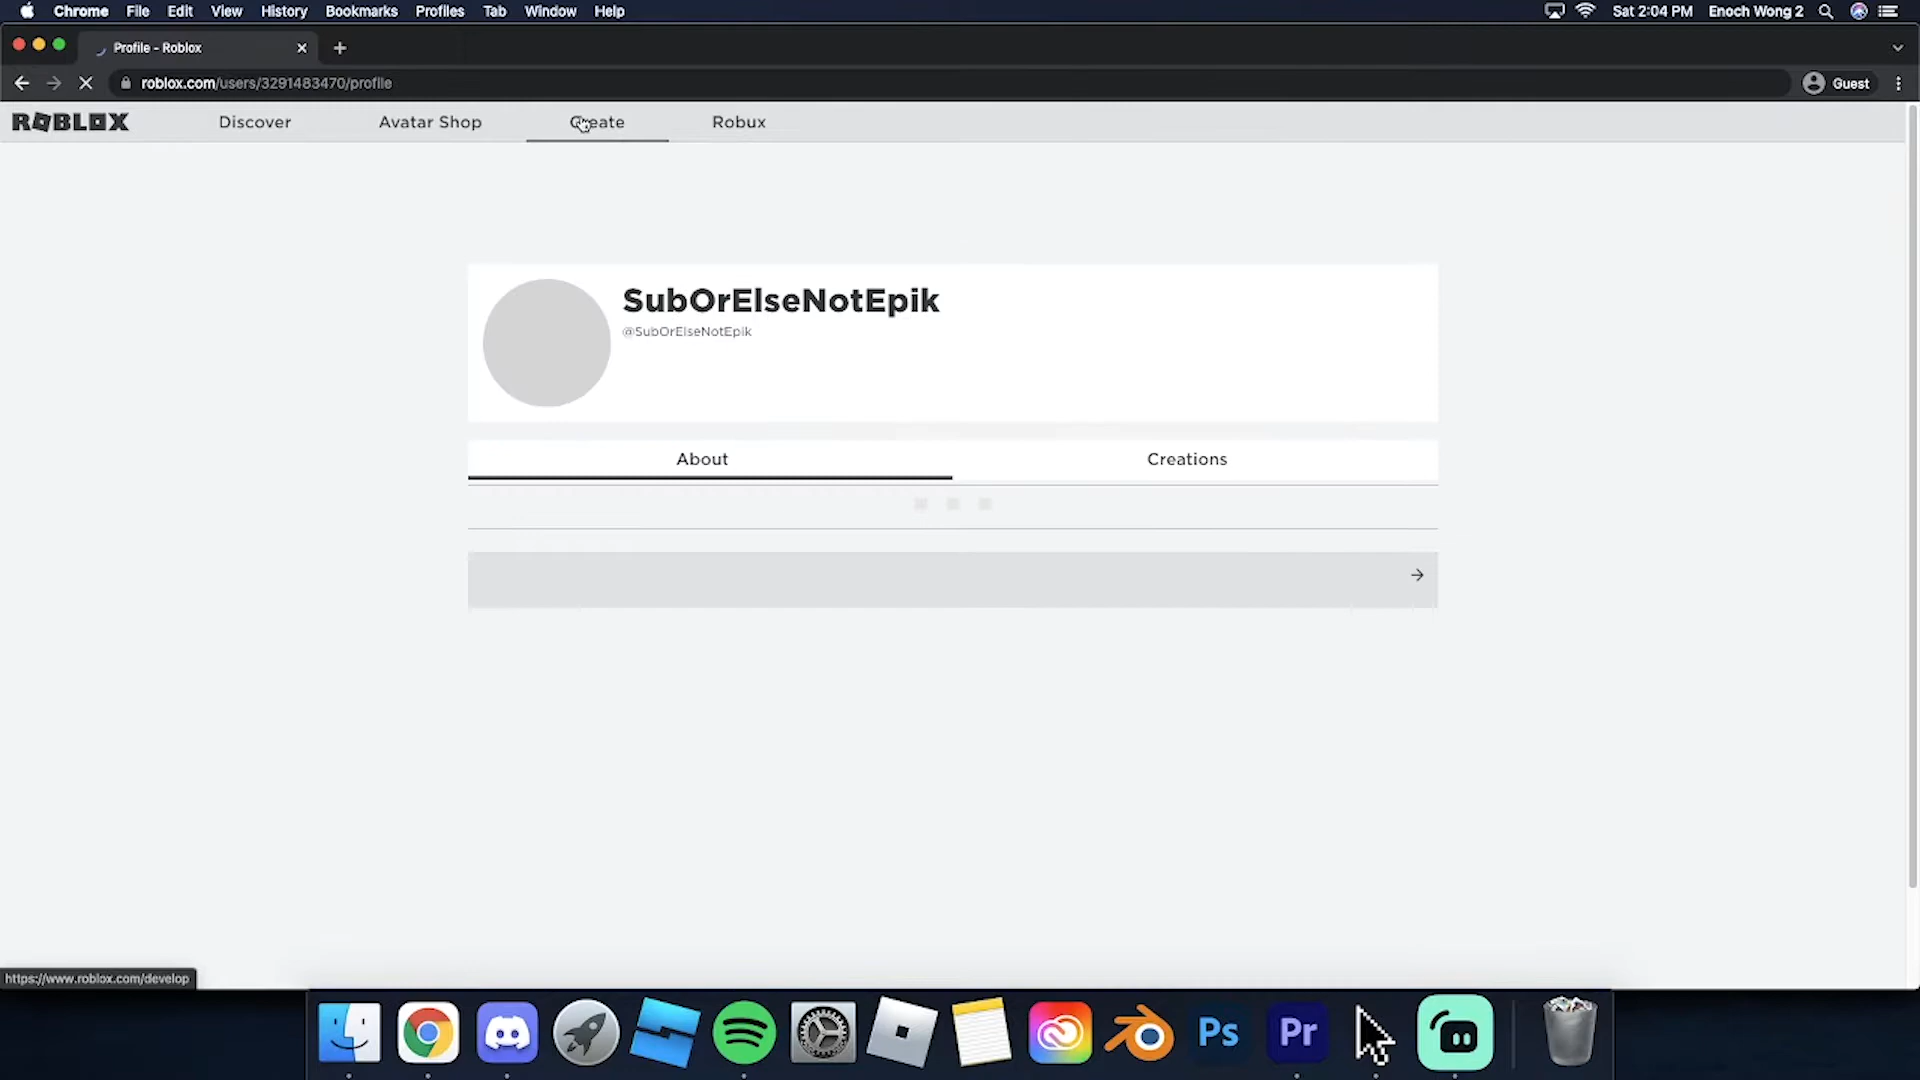 Chrome File Edit View History Bookmarks Profiles Tab Window Help Sat 2:04 PM Enoch Wong 2
Profile - Roblox
roblox.com/users/3291483470/profile Guest
ROBLOX Discover Avatar Shop Create Robux
SubOrElseNotEpik
@SubOrElseNotEpik
About Creations
https://www.roblox.com/develop
Ps Pr